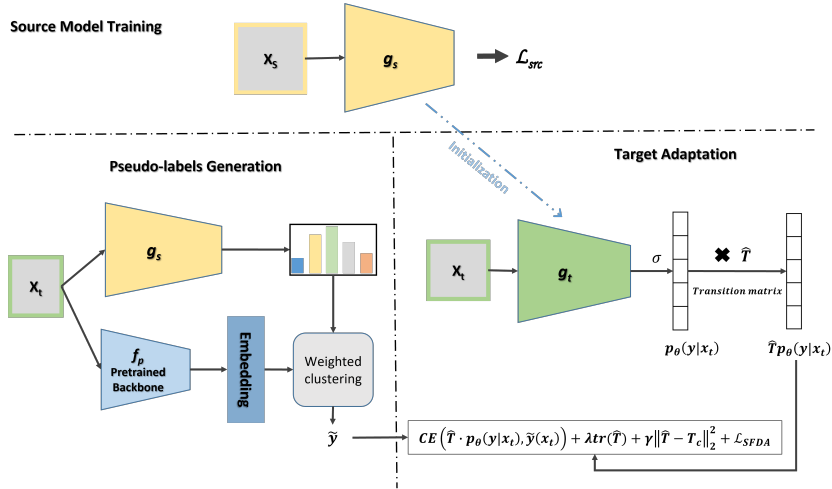 Source Model Training
X_s
g_s
ℒ_src
Initialization
Pseudo-labels Generation
Target Adaptation
g_s
X_t
f_p
Pretrained
Backbone
Embedding
Weighted
clustering
ỹ
X_t
g_t
σ
✖ T̂
Transition matrix
p_θ(y|x_t)
T̂p_θ(y|x_t)
CE(T̂ · p_θ(y|x_t), ỹ(x_t)) + λtr(T̂) + γ‖T̂ − T_c‖₂² + ℒ_SFDA